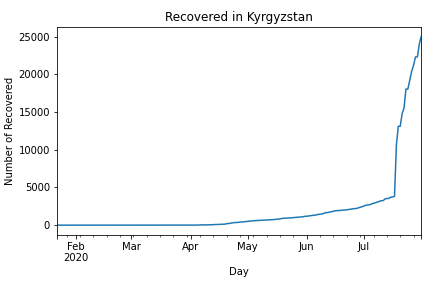 Recovered in Kyrgyzstan
Number of Recovered
25000
20000
15000
10000
5000
0
Feb Mar Apr May Jun Jul
2020
Day